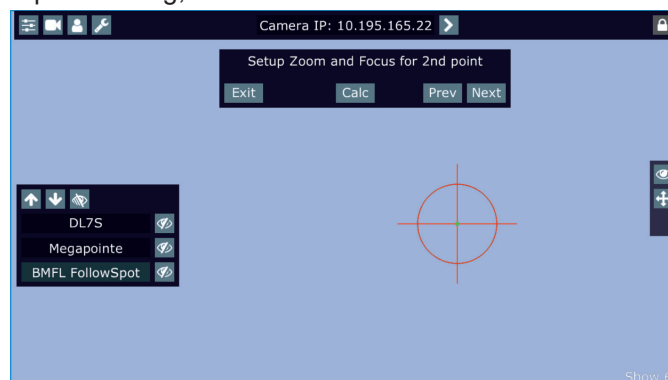 Camera IP: 10.195.165.22
Setup Zoom and Focus for 2nd point
Exit Calc Prev Next
DL7S
Megapointe
BMFL FollowSpot
Show